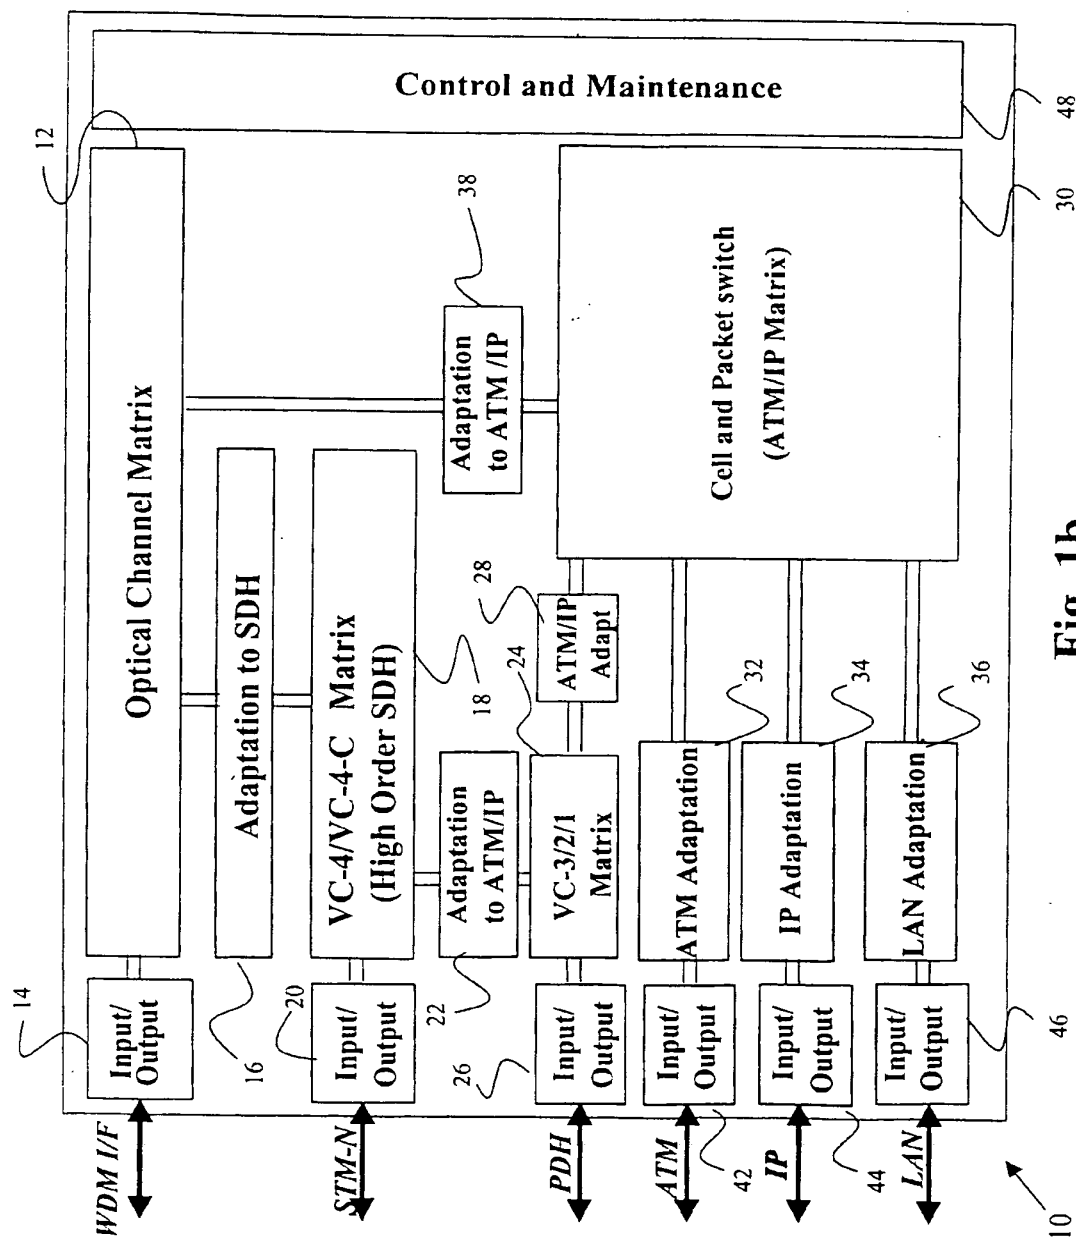 Control and Maintenance
48
12
Optical Channel Matrix
14
Input/
Output
WDM I/F
Adaptation to SDH
16
VC-4/VC-4-C Matrix
(High Order SDH)
18
20
Input/
Output
STM-N
38
Adaptation
to ATM /IP
Adaptation
to ATM/IP
22
Cell and Packet switch
(ATM/IP Matrix)
30
28
ATM/IP
Adapt
24
VC-3/2/1
Matrix
26
Input/
Output
PDH
32
ATM Adaptation
Input/
Output
ATM
42
34
IP Adaptation
Input/
Output
IP
44
36
LAN Adaptation
Input/
Output
LAN
46
10
Fig. 1b